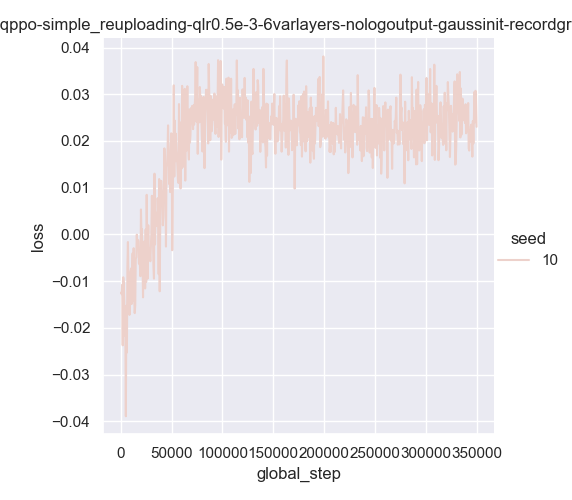 qppo-simple_reuploading-qlr0.5e-3-6varlayers-nologoutput-gaussinit-recordgr
0.04
0.03
0.02
0.01
0.00
−0.01
−0.02
−0.03
−0.04
loss
0 50000 100000 150000 200000 250000 300000 350000
global_step
seed
10